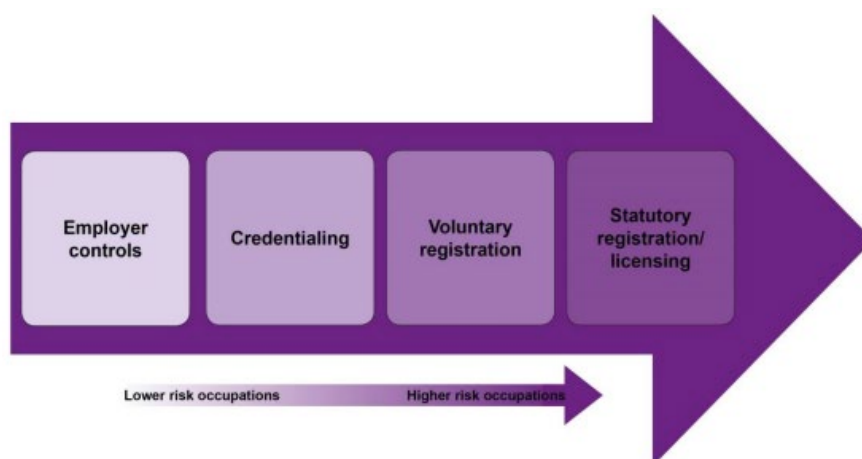 Employer
controls
Credentialing
Voluntary
registration
Statutory
registration/
licensing
Lower risk occupations
Higher risk occupations